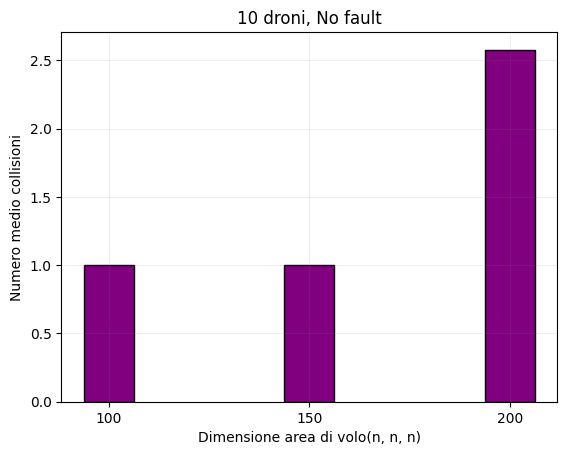 10 droni, No fault
Numero medio collisioni
2.5
2.0
1.5
1.0
0.5
0.0
100 150 200
Dimensione area di volo(n, n, n)